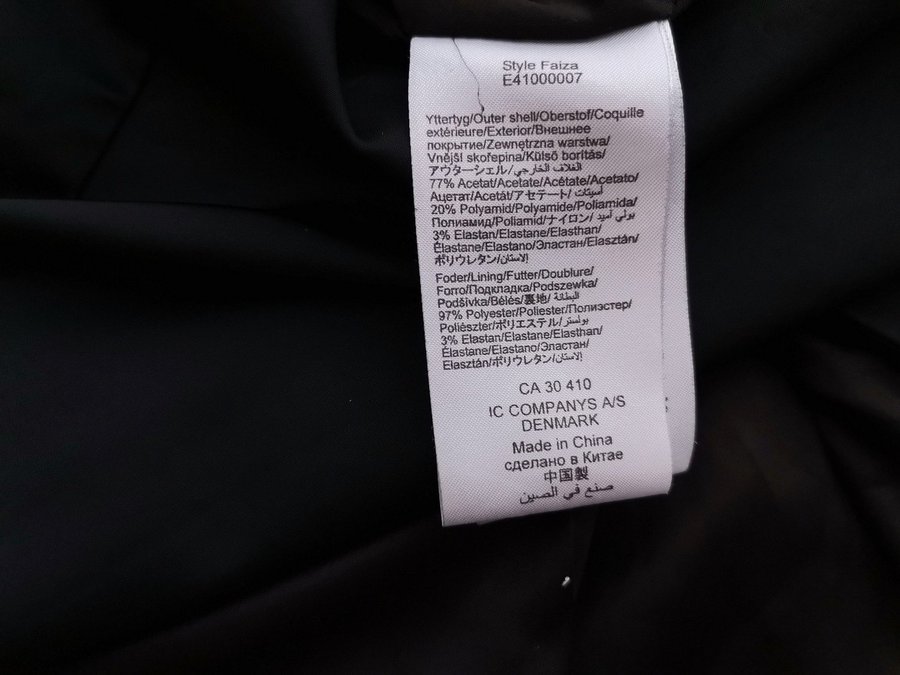 Style Faiza
E41000007
Yttertyg/Outer shell/Oberstof/Coquille
extérieure/Exterior/Внешнее
покрытие/Zewnętrzna warstwa/
Vnější skořepina/Külső borítás/
アウターシェル/الغلاف الخارجي/
77% Acetat/Acetate/Acétate/Acetato/
Ацетат/Acetát/アセテート/أسيتات
20% Polyamid/Polyamide/Poliamida/
Полиамид/Poliamid/ナイロン/بولي أميد
3% Elastan/Elastane/Elasthan/
Élastane/Elastano/Эластан/Elasztán/
ポリウレタン/الاستان/
Foder/Lining/Futter/Doublure/
Forro/Подкладка/Podszewka/
Podšívka/Bélés/裏地/البطانة
97% Polyester/Poliester/Полиэстер/
Poliészter/ポリエステル/بولستر/
3% Elastan/Elastane/Elasthan/
Élastane/Elastano/Эластан/
Elasztán/ポリウレタン/الاستان
CA 30 410
IC COMPANYS A/S
DENMARK
Made in China
сделано в Китае
中国製
صنع في الصين